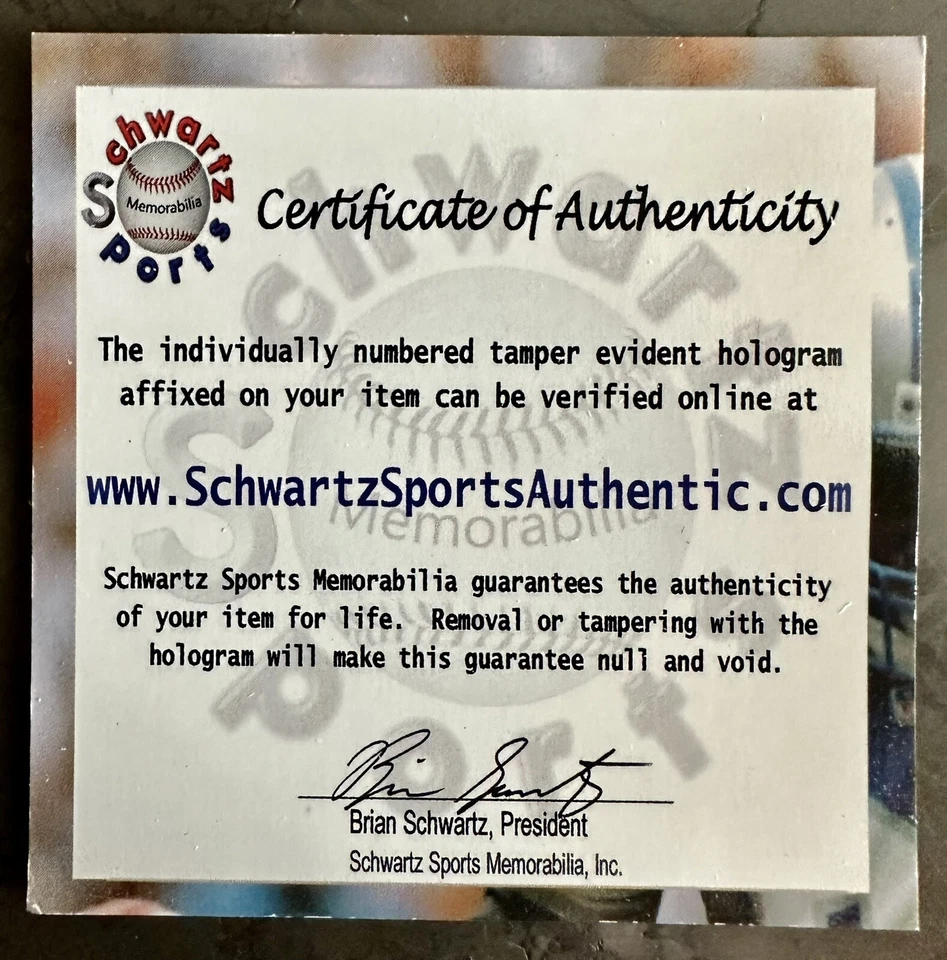 Schwartz
Sports
Memorabilia
Certificate of Authenticity
The individually numbered tamper evident hologram
affixed on your item can be verified online at
www.SchwartzSportsAuthentic.com
Schwartz Sports Memorabilia guarantees the authenticity
of your item for life. Removal or tampering with the
hologram will make this guarantee null and void.
Brian Schwartz
Brian Schwartz, President
Schwartz Sports Memorabilia, Inc.